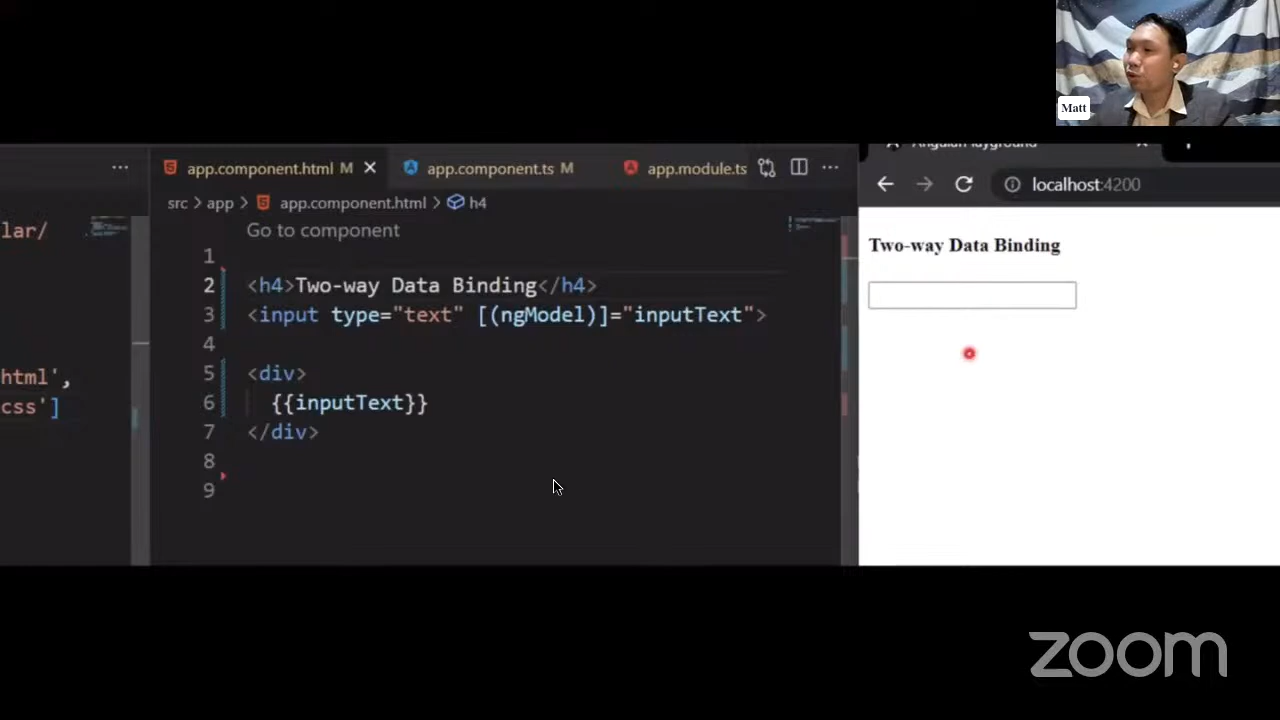 Matt
app.component.html M
app.component.ts M
app.module.ts
localhost:4200
src > app > app.component.html > h4
lar/
Go to component
Two-way Data Binding
1
2 <h4>Two-way Data Binding</h4>
3 <input type="text" [(ngModel)]="inputText">
4
html',
5 <div>
css']
6 {{inputText}}
7 </div>
8
9
zoom